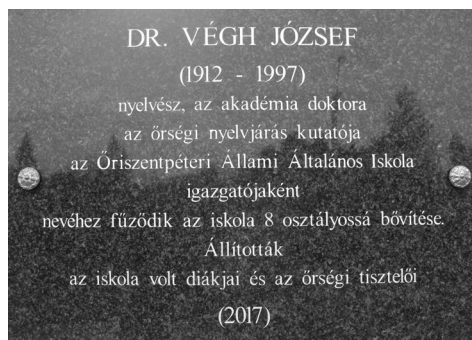 DR. VÉGH JÓZSEF
(1912 - 1997)
nyelvész, az akadémia doktora
az őrségi nyelvjárás kutatója
az Őriszentpéteri Állami Általános Iskola
igazgatójaként
nevéhez fűződik az iskola 8 osztályossá bővítése.
Állították
az iskola volt diákjai és az őrségi tisztelői
(2017)